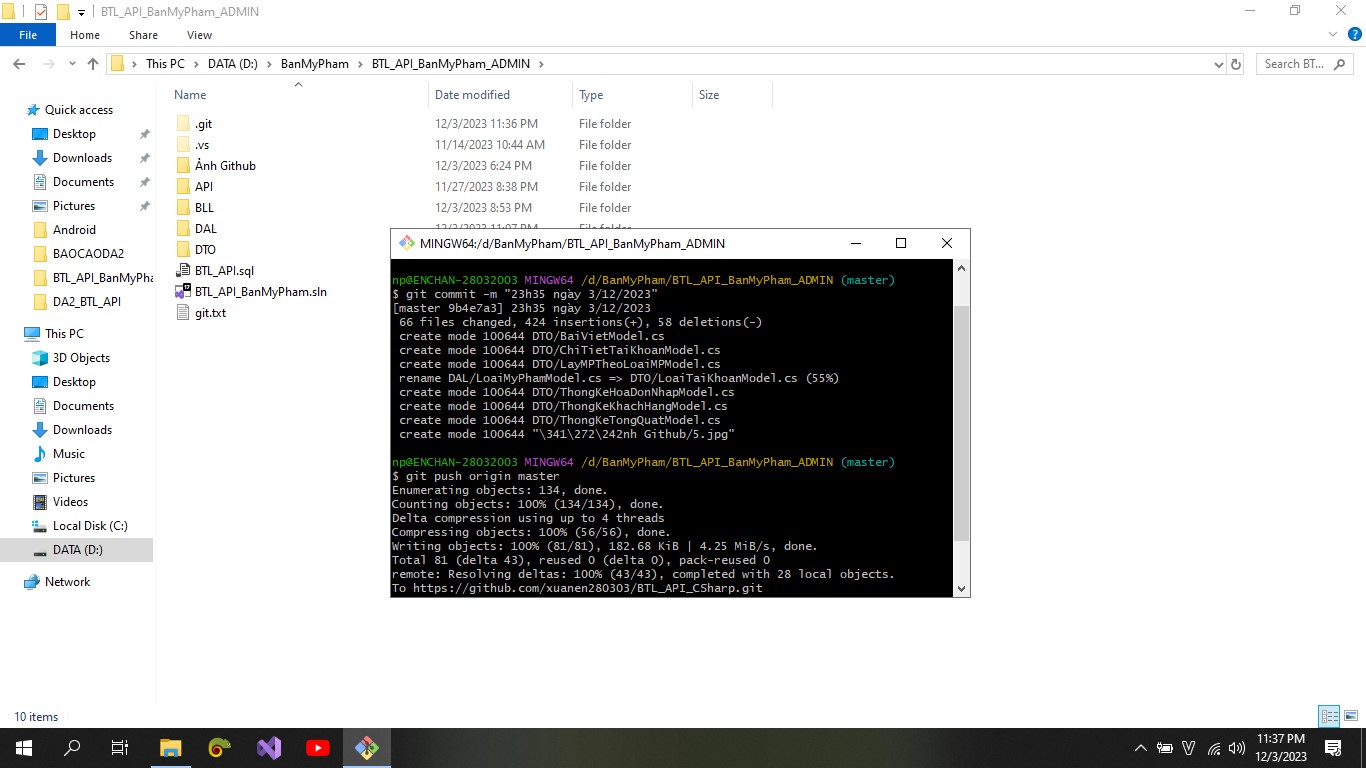 BTL_API_BanMyPham_ADMIN
File Home Share View
This PC DATA (D:) BanMyPham BTL_API_BanMyPham_ADMIN
Search BT...
Name Date modified Type Size
Quick access
Desktop
Downloads
Documents
Pictures
Android
BAOCAODA2
BTL_API_BanMyPha
DA2_BTL_API
This PC
3D Objects
Desktop
Documents
Downloads
Music
Pictures
Videos
Local Disk (C:)
DATA (D:)
Network
.git 12/3/2023 11:36 PM File folder
.vs 11/14/2023 10:44 AM File folder
Ảnh Github 12/3/2023 6:24 PM File folder
API 11/27/2023 8:38 PM File folder
BLL 12/3/2023 8:53 PM File folder
DAL 12/3/2023 11:07 PM File folder
DTO
BTL_API.sql
BTL_API_BanMyPham.sln
git.txt
MINGW64:/d/BanMyPham/BTL_API_BanMyPham_ADMIN
np@ENCHAN-28032003 MINGW64 /d/BanMyPham/BTL_API_BanMyPham_ADMIN (master)
$ git commit -m "23h35 ngày 3/12/2023"
[master 9b4e7a3] 23h35 ngày 3/12/2023
66 files changed, 424 insertions(+), 58 deletions(-)
create mode 100644 DTO/BaiVietModel.cs
create mode 100644 DTO/ChiTietTaiKhoanModel.cs
create mode 100644 DTO/LayMPTheoLoaiMPModel.cs
rename DAL/LoaiMyPhamModel.cs => DTO/LoaiTaiKhoanModel.cs (55%)
create mode 100644 DTO/ThongKeHoaDonNhapModel.cs
create mode 100644 DTO/ThongKeKhachHangModel.cs
create mode 100644 DTO/ThongKeTongQuatModel.cs
create mode 100644 "\341\272\242nh Github/5.jpg"
np@ENCHAN-28032003 MINGW64 /d/BanMyPham/BTL_API_BanMyPham_ADMIN (master)
$ git push origin master
Enumerating objects: 134, done.
Counting objects: 100% (134/134), done.
Delta compression using up to 4 threads
Compressing objects: 100% (56/56), done.
Writing objects: 100% (81/81), 182.68 KiB | 4.25 MiB/s, done.
Total 81 (delta 43), reused 0 (delta 0), pack-reused 0
remote: Resolving deltas: 100% (43/43), completed with 28 local objects.
To https://github.com/xuanen280303/BTL_API_CSharp.git
10 items
11:37 PM
12/3/2023